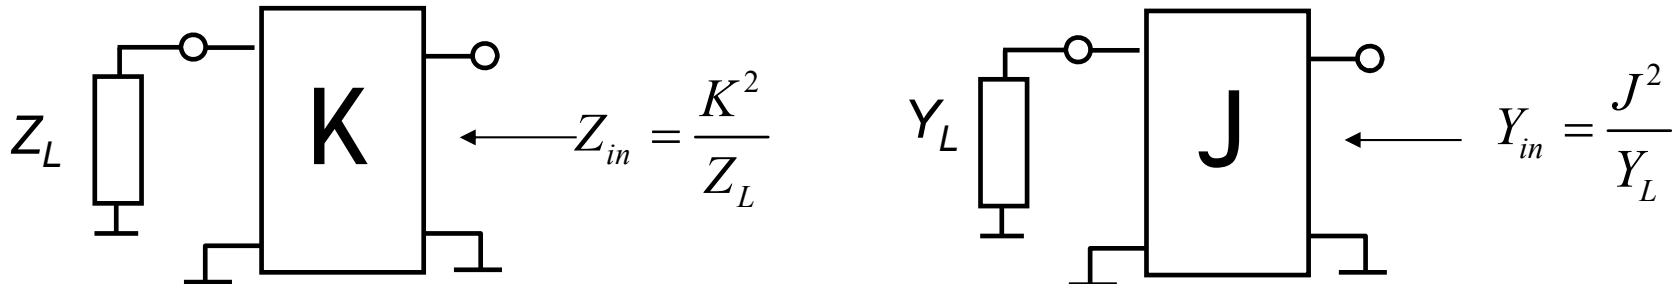 Z_L
K
Z_in = K^2 / Z_L
Y_L
J
Y_in = J^2 / Y_L